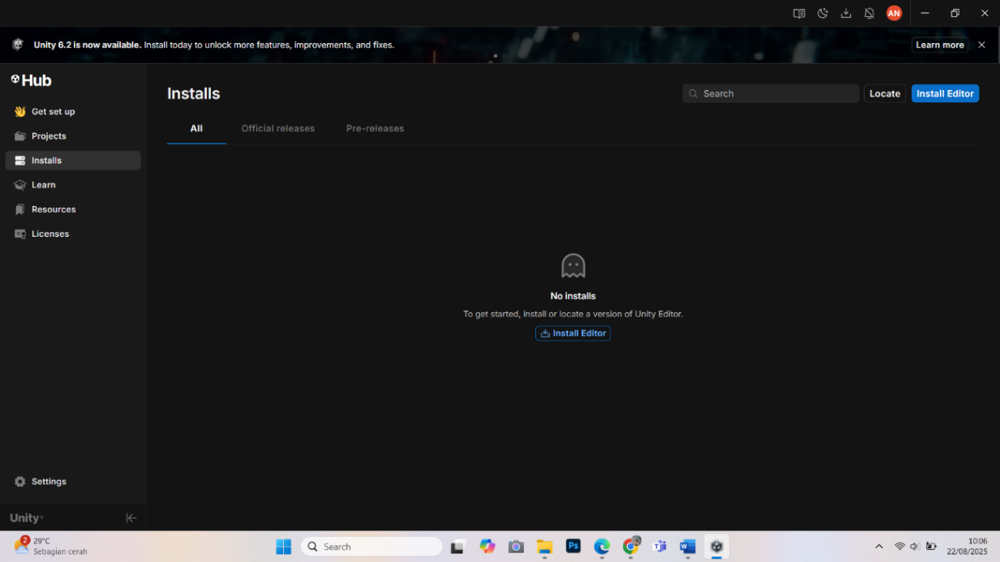 AN
Unity 6.2 is now available. Install today to unlock more features, improvements, and fixes.
Learn more
Hub
Get set up
Projects
Installs
Learn
Resources
Licenses
Settings
Unity
Installs
Search
Locate
Install Editor
All
Official releases
Pre-releases
No installs
To get started, install or locate a version of Unity Editor.
Install Editor
2
29°C
Sebagian cerah
Search
Ps
10:06
22/08/2025